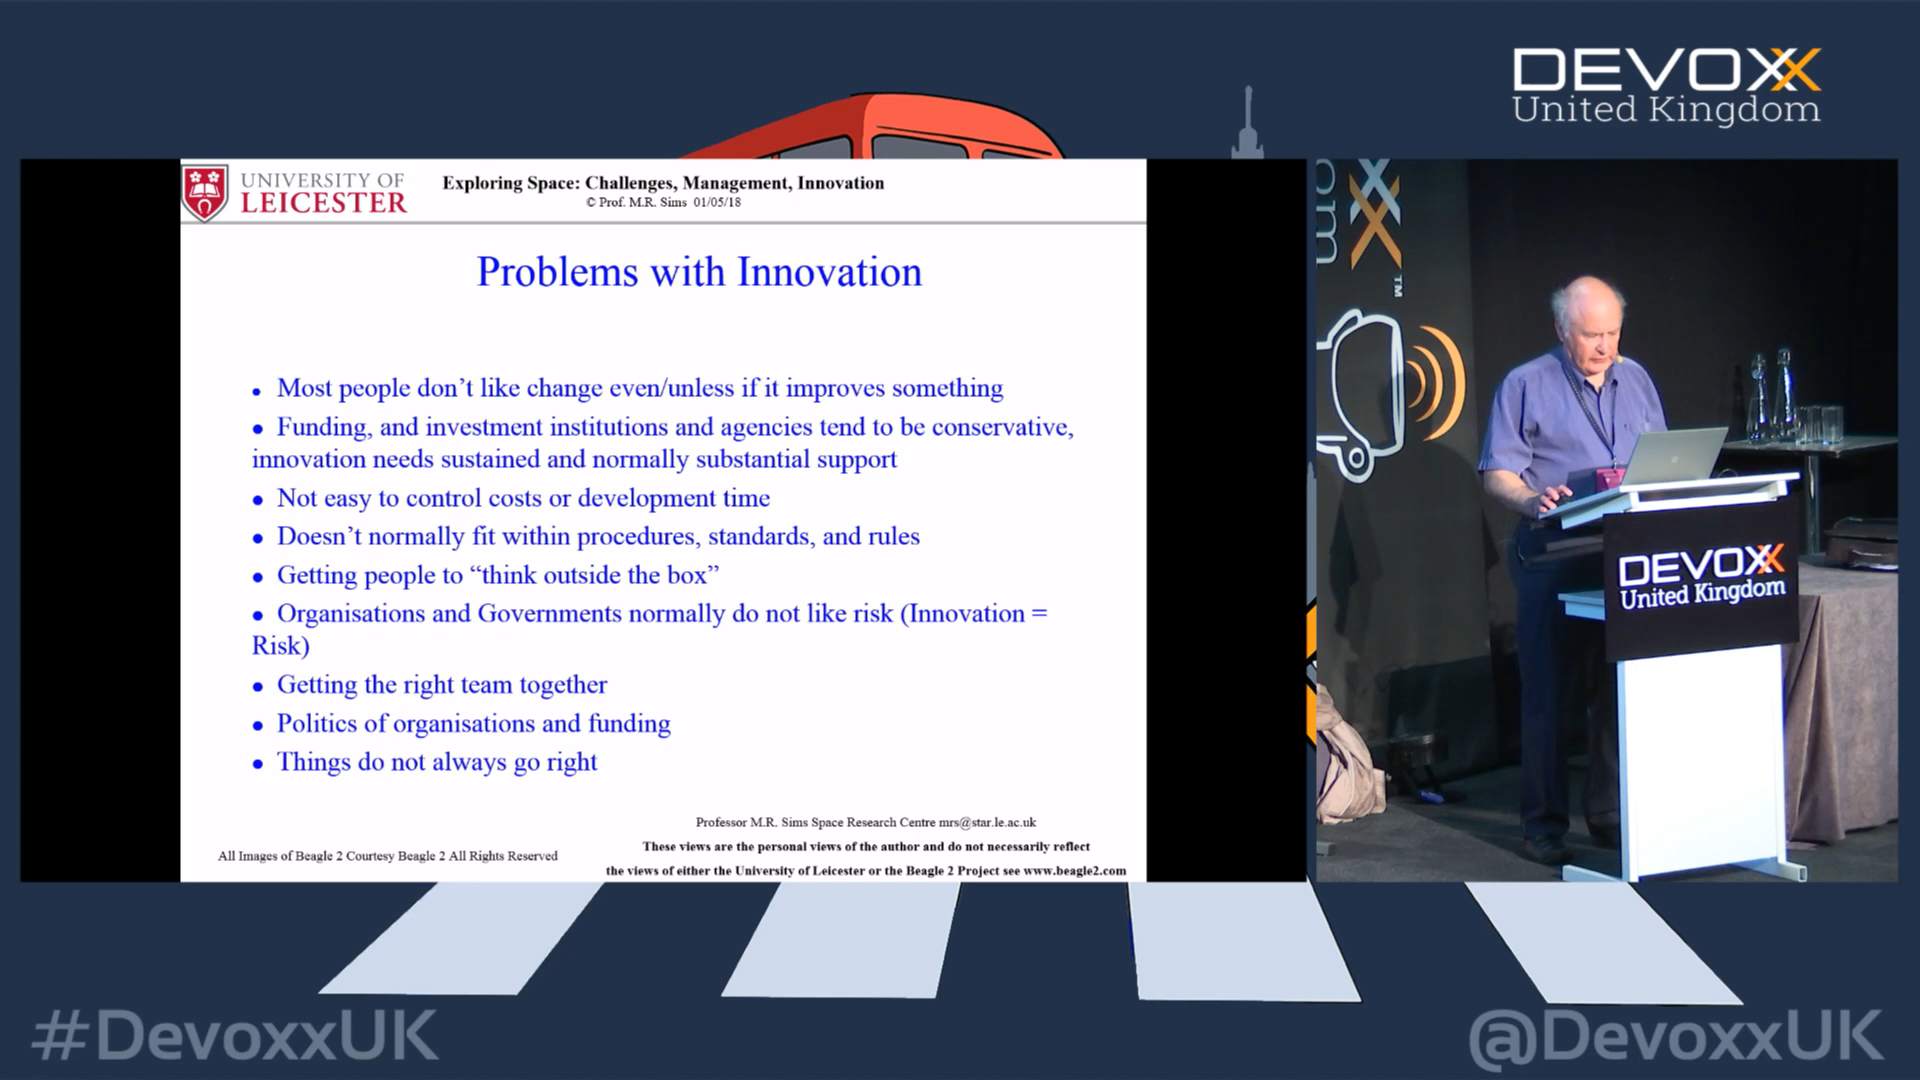 DEVOXX
United Kingdom
UNIVERSITY OF
LEICESTER
Exploring Space: Challenges, Management, Innovation
© Prof. M.R. Sims 01/05/18
Problems with Innovation
• Most people don’t like change even/unless if it improves something
• Funding, and investment institutions and agencies tend to be conservative,
innovation needs sustained and normally substantial support
• Not easy to control costs or development time
• Doesn’t normally fit within procedures, standards, and rules
• Getting people to “think outside the box”
• Organisations and Governments normally do not like risk (Innovation =
Risk)
• Getting the right team together
• Politics of organisations and funding
• Things do not always go right
Professor M.R. Sims Space Research Centre mrs@star.le.ac.uk
All Images of Beagle 2 Courtesy Beagle 2 All Rights Reserved
These views are the personal views of the author and do not necessarily reflect
the views of either the University of Leicester or the Beagle 2 Project see www.beagle2.com
XX
om
TM
DEVOXX
United Kingdom
#DevoxxUK
@DevoxxUK